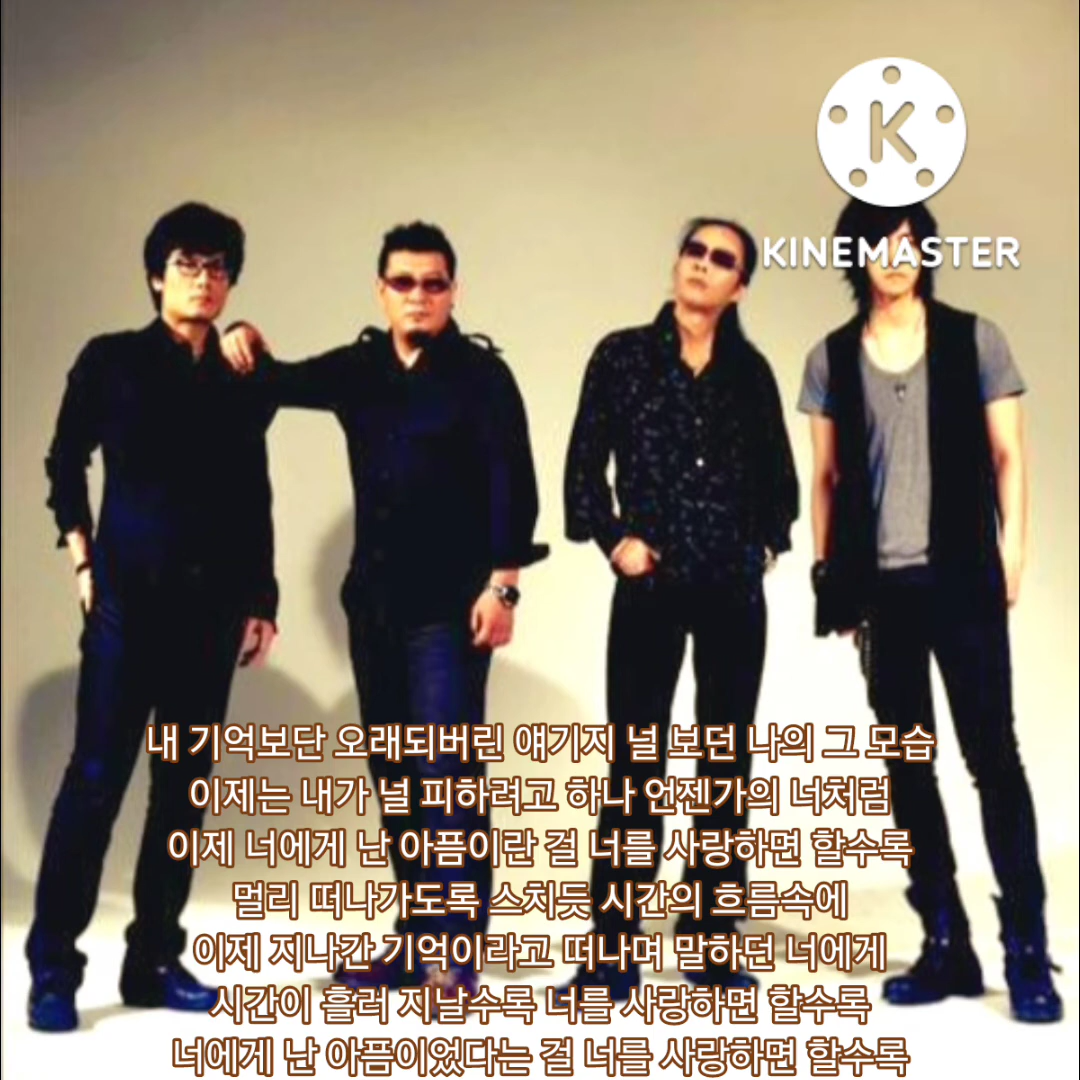 KINEMASTER
내 기억보단 오래되버린 얘기지 널 보던 나의 그 모습
이제는 내가 널 피하려고 하나 언젠가의 너처럼
이제 너에게 난 아픔이란 걸 너를 사랑하면 할수록
멀리 떠나가도록 스치듯 시간의 흐름속에
이제 지나간 기억이라고 떠나며 말하던 너에게
시간이 흘러 지날수록 너를 사랑하면 할수록
너에게 난 아픔이었다는 걸 너를 사랑하면 할수록